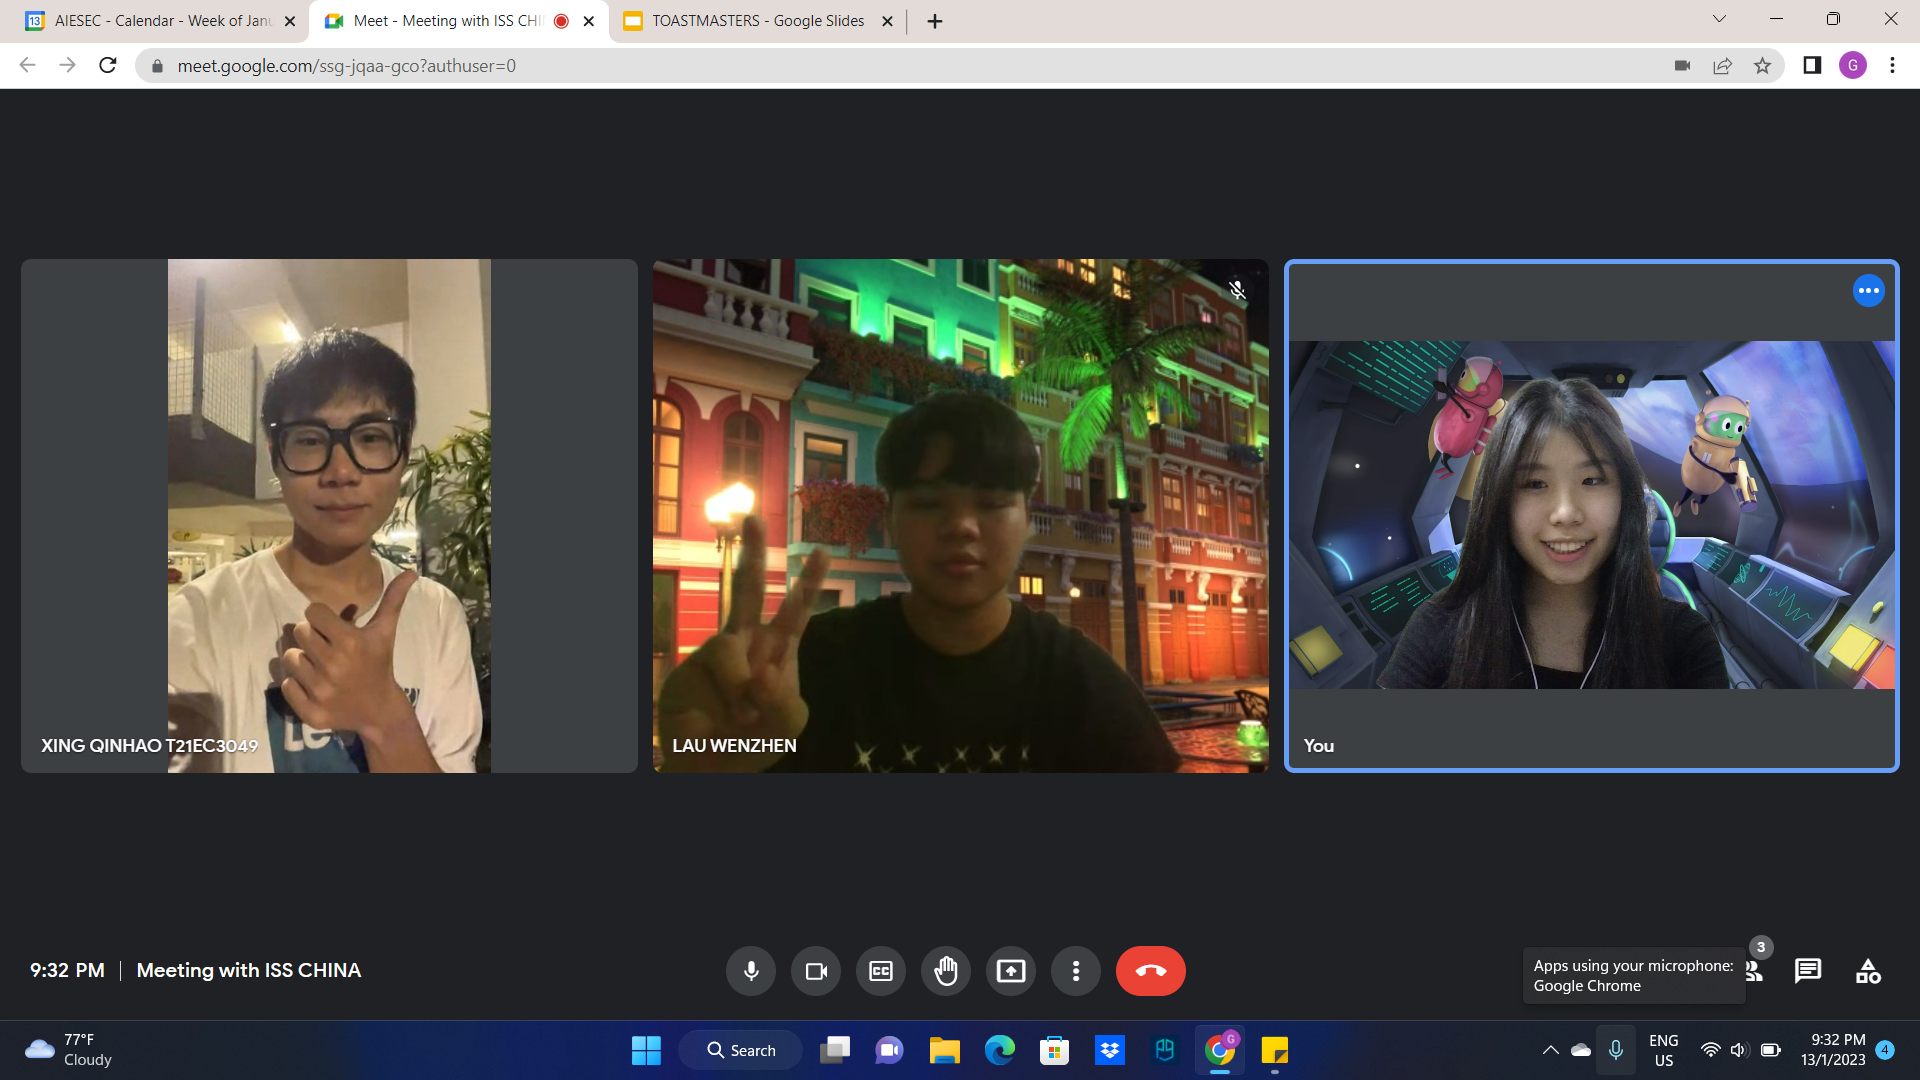 13
AIESEC - Calendar - Week of Janu
Meet - Meeting with ISS CHI
TOASTMASTERS - Google Slides
meet.google.com/ssg-jqaa-gco?authuser=0
G
XING QINHAO T21EC3049
LAU WENZHEN
You
9:32 PM
Meeting with ISS CHINA
CC
3
Apps using your microphone:
Google Chrome
77°F
Cloudy
Search
G
ENG
US
9:32 PM
13/1/2023
4